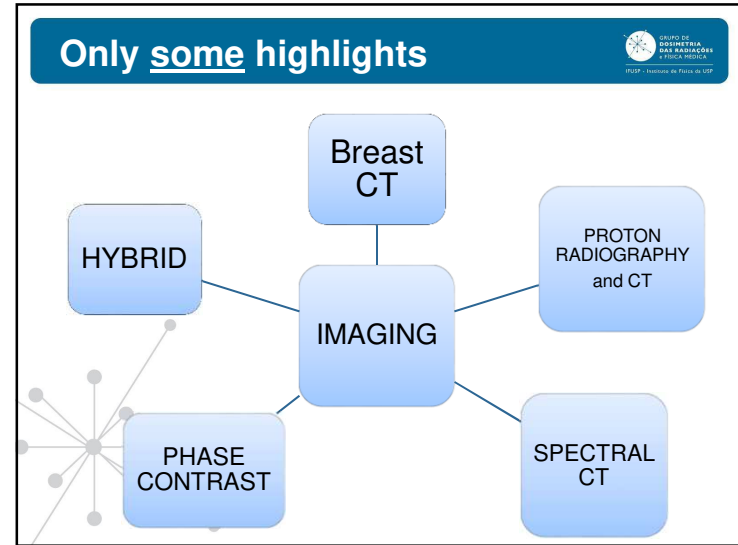 Only some highlights
GRUPO DE
DOSIMETRIA
DAS RADIAÇÕES
e FÍSICA MÉDICA
IFUSP - Instituto de Física da USP
Breast
CT
HYBRID
PROTON
RADIOGRAPHY
and CT
IMAGING
PHASE
CONTRAST
SPECTRAL
CT